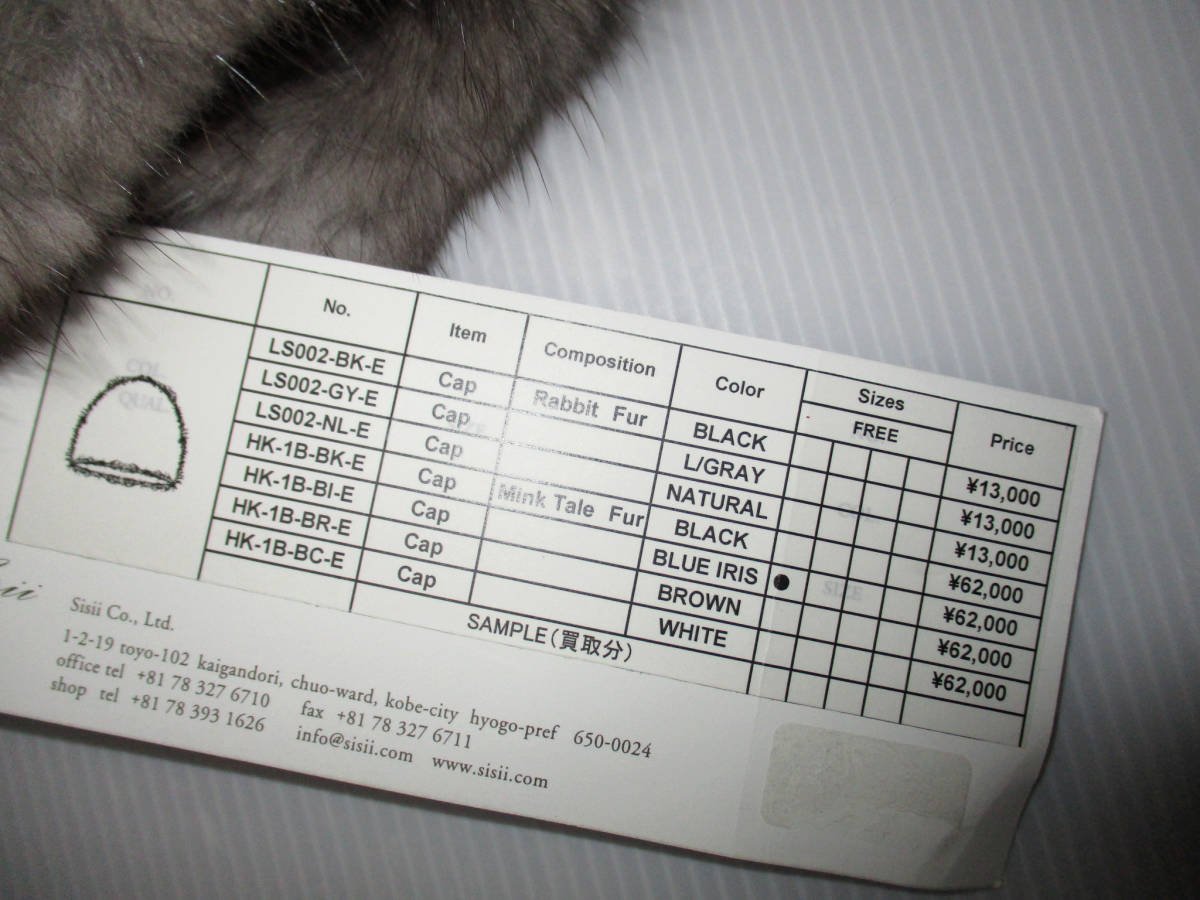 No. Item Composition Color Sizes Price
FREE
LS002-BK-E Cap Rabbit Fur BLACK ¥13,000
LS002-GY-E Cap L/GRAY ¥13,000
LS002-NL-E Cap NATURAL ¥13,000
HK-1B-BK-E Cap Mink Tale Fur BLACK ¥62,000
HK-1B-BI-E Cap BLUE IRIS ● ¥62,000
HK-1B-BR-E Cap BROWN ¥62,000
HK-1B-BC-E Cap WHITE ¥62,000
SAMPLE(買取分)
Sisii Co., Ltd.
1-2-19 toyo-102 kaigandori, chuo-ward, kobe-city hyogo-pref 650-0024
office tel +81 78 327 6710 fax +81 78 327 6711
shop tel +81 78 393 1626 info@sisii.com www.sisii.com